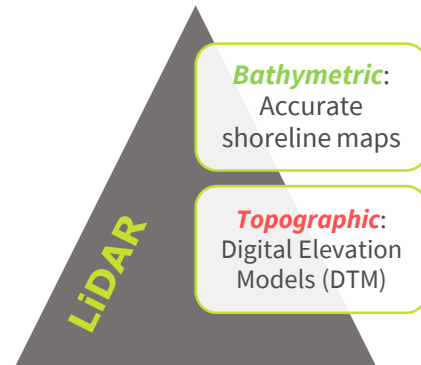 Bathymetric:
Accurate
shoreline maps
Topographic:
Digital Elevation
Models (DTM)
LiDAR